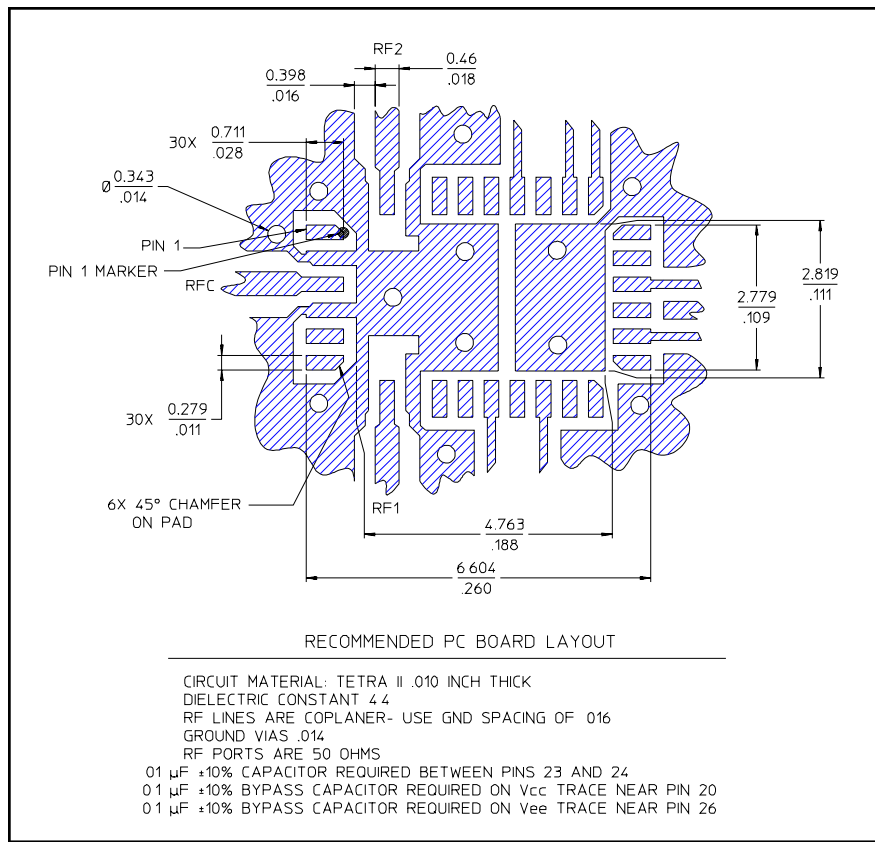 RF2
0.398
.016
0.46
.018
30X 0.711
.028
Ø 0.343
.014
PIN 1
PIN 1 MARKER
RFC
2.779
.109
2.819
.111
30X 0.279
.011
6X 45° CHAMFER
ON PAD
RF1
4.763
.188
6 604
.260
RECOMMENDED PC BOARD LAYOUT
CIRCUIT MATERIAL: TETRA II .010 INCH THICK
DIELECTRIC CONSTANT 4 4
RF LINES ARE COPLANER- USE GND SPACING OF 016
GROUND VIAS .014
RF PORTS ARE 50 OHMS
01 µF ±10% CAPACITOR REQUIRED BETWEEN PINS 23 AND 24
0 1 µF ±10% BYPASS CAPACITOR REQUIRED ON Vcc TRACE NEAR PIN 20
0 1 µF ±10% BYPASS CAPACITOR REQUIRED ON Vee TRACE NEAR PIN 26